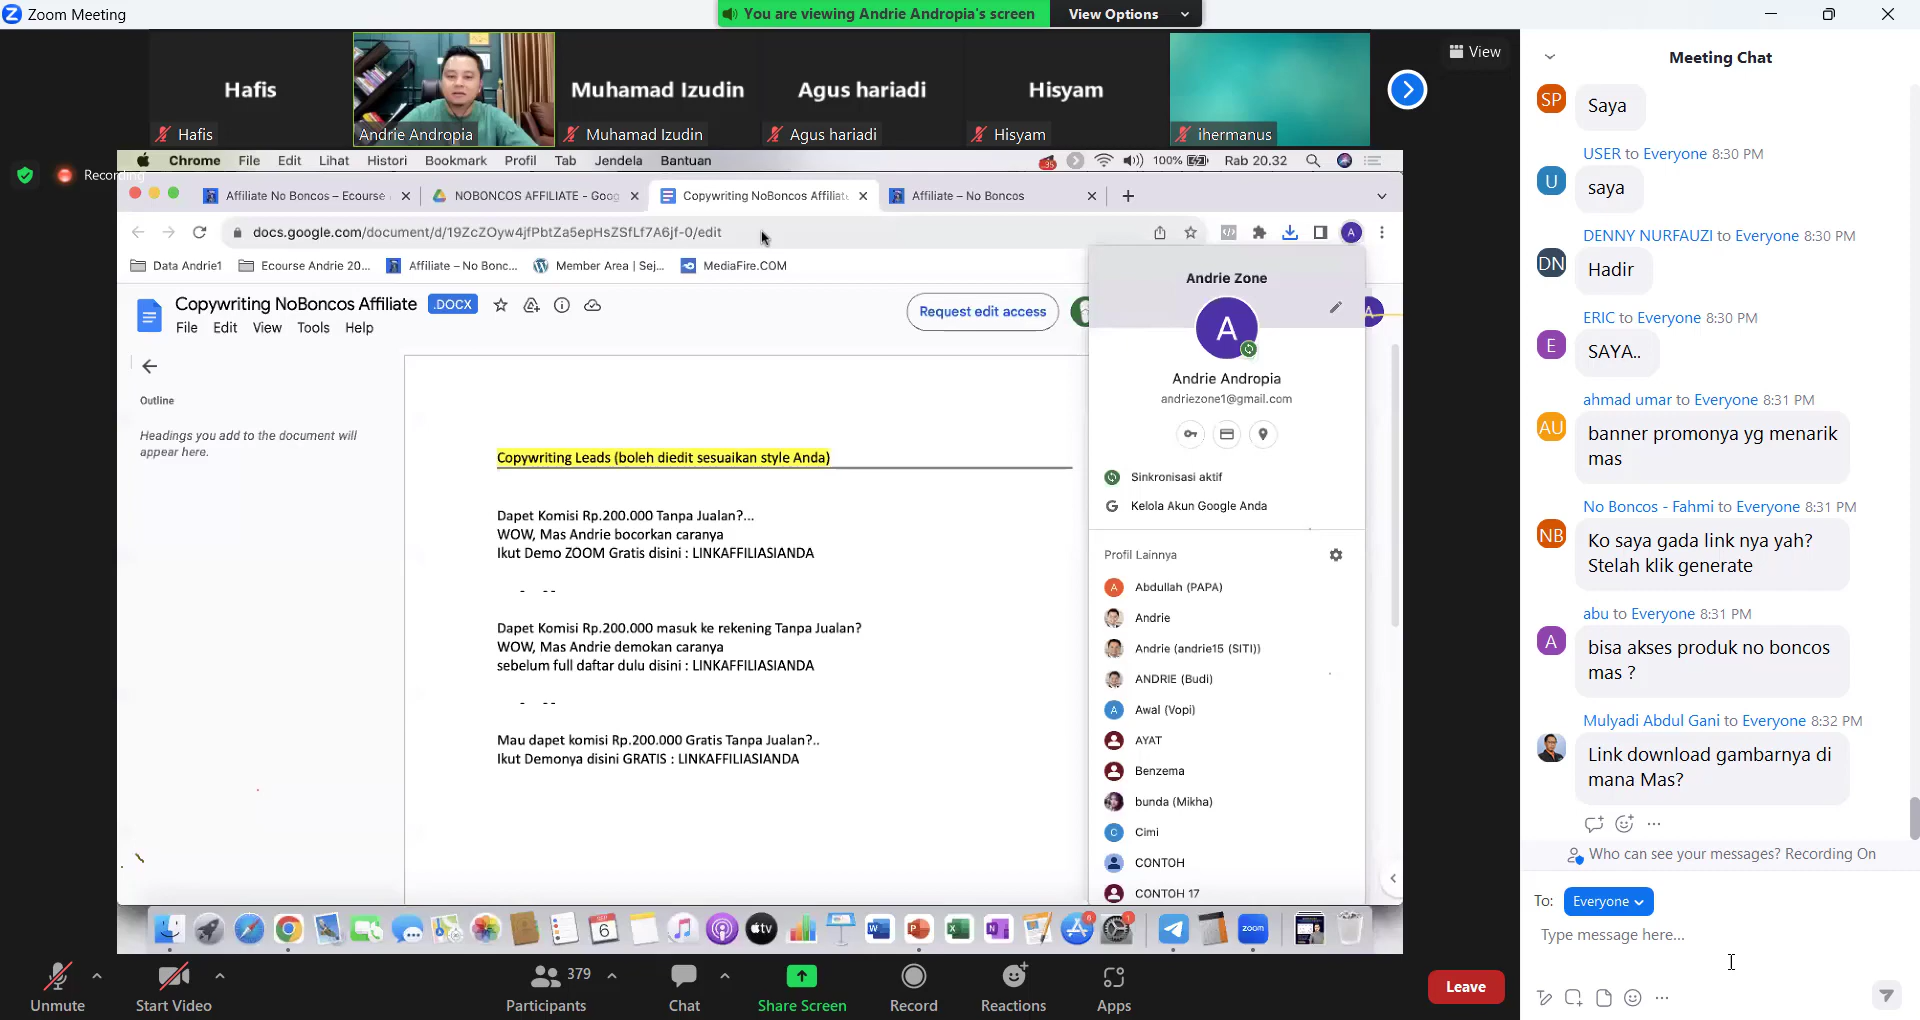 Zoom Meeting
You are viewing Andrie Andropia's screen
View Options
Hafis
Hafis
Andrie Andropia
Muhamad Izudin
Muhamad Izudin
Agus hariadi
Agus hariadi
Hisyam
Hisyam
ihermanus
View
Recording
Chrome File Edit Lihat Histori Bookmark Profil Tab Jendela Bantuan
100% Rab 20.32
Affiliate No Boncos – Ecourse
NOBONCOS AFFILIATE - Goog
Copywriting NoBoncos Affiliate
Affiliate – No Boncos
docs.google.com/document/d/19ZcZOyw4jfPbtZa5epHsZSfLf7A6jf-0/edit
Data Andrie1
Ecourse Andrie 20...
Affiliate – No Bonc...
Member Area | Sej...
MediaFire.COM
Copywriting NoBoncos Affiliate .DOCX
File Edit View Tools Help
Request edit access
Outline
Headings you add to the document will
appear here.
Copywriting Leads (boleh diedit sesuaikan style Anda)
Dapet Komisi Rp.200.000 Tanpa Jualan?...
WOW, Mas Andrie bocorkan caranya
Ikut Demo ZOOM Gratis disini : LINKAFFILIASIANDA
- --
Dapet Komisi Rp.200.000 masuk ke rekening Tanpa Jualan?
WOW, Mas Andrie demokan caranya
sebelum full daftar dulu disini : LINKAFFILIASIANDA
- --
Mau dapet komisi Rp.200.000 Gratis Tanpa Jualan?..
Ikut Demonya disini GRATIS : LINKAFFILIASIANDA
Andrie Zone
A
Andrie Andropia
andriezone1@gmail.com
Sinkronisasi aktif
G Kelola Akun Google Anda
Profil Lainnya
A Abdullah (PAPA)
Andrie
Andrie (andrie15 (SITI))
ANDRIE (Budi)
A Awal (Vopi)
AYAT
Benzema
bunda (Mikha)
C Cimi
CONTOH
CONTOH 17
6
tv
zoom
Unmute
Start Video
379
Participants
Chat
Share Screen
Record
Reactions
Apps
Leave
Meeting Chat
SP
Saya
USER to Everyone 8:30 PM
U
saya
DENNY NURFAUZI to Everyone 8:30 PM
DN
Hadir
ERIC to Everyone 8:30 PM
E
SAYA..
ahmad umar to Everyone 8:31 PM
AU
banner promonya yg menarik
mas
No Boncos - Fahmi to Everyone 8:31 PM
NB
Ko saya gada link nya yah?
Stelah klik generate
abu to Everyone 8:31 PM
A
bisa akses produk no boncos
mas ?
Mulyadi Abdul Gani to Everyone 8:32 PM
Link download gambarnya di
mana Mas?
Who can see your messages? Recording On
To: Everyone
Type message here...